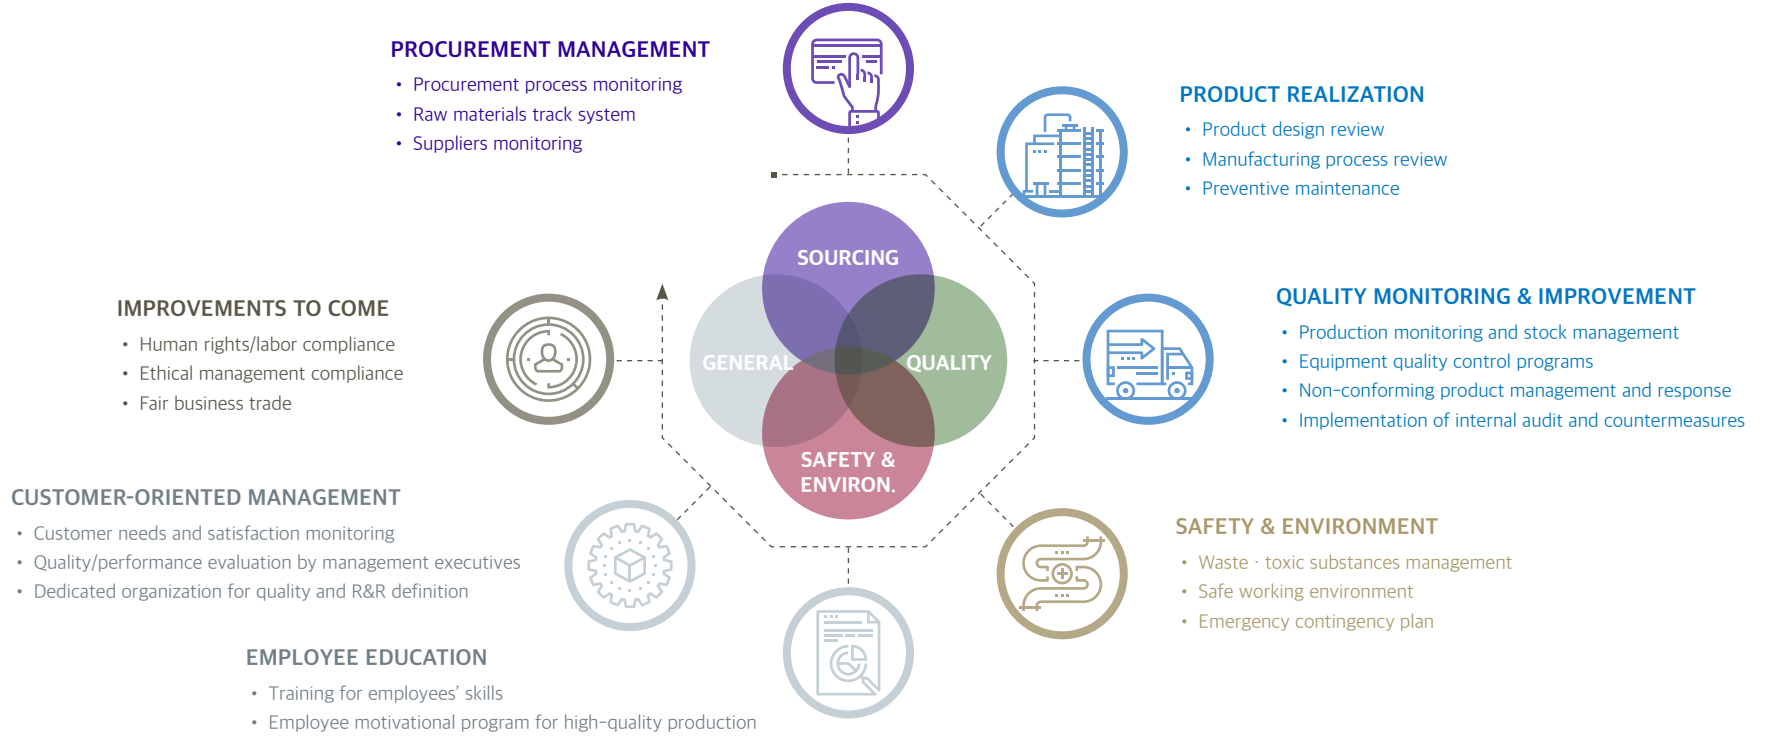 PROCUREMENT MANAGEMENT
• Procurement process monitoring
• Raw materials track system
• Suppliers monitoring
PRODUCT REALIZATION
• Product design review
• Manufacturing process review
• Preventive maintenance
SOURCING
GENERAL
QUALITY
SAFETY &
ENVIRON.
IMPROVEMENTS TO COME
• Human rights/labor compliance
• Ethical management compliance
• Fair business trade
QUALITY MONITORING & IMPROVEMENT
• Production monitoring and stock management
• Equipment quality control programs
• Non-conforming product management and response
• Implementation of internal audit and countermeasures
CUSTOMER-ORIENTED MANAGEMENT
• Customer needs and satisfaction monitoring
• Quality/performance evaluation by management executives
• Dedicated organization for quality and R&R definition
SAFETY & ENVIRONMENT
• Waste · toxic substances management
• Safe working environment
• Emergency contingency plan
EMPLOYEE EDUCATION
• Training for employees’ skills
• Employee motivational program for high-quality production